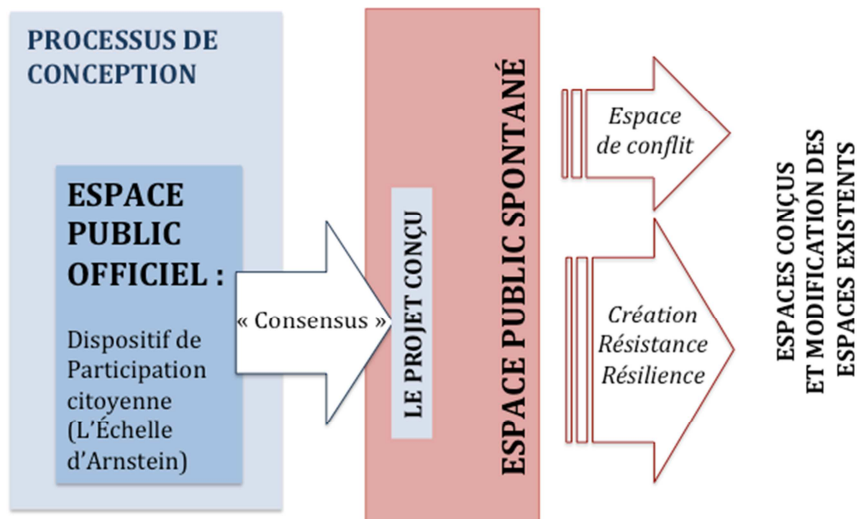 PROCESSUS DE
CONCEPTION
ESPACE
PUBLIC
OFFICIEL :
Dispositif de
Participation
citoyenne
(L’Échelle
d’Arnstein)
« Consensus »
LE PROJET CONÇU
ESPACE PUBLIC SPONTANÉ
Espace
de conflit
Création
Résistance
Résilience
ESPACES CONÇUS
ET MODIFICATION DES
ESPACES EXISTENTS